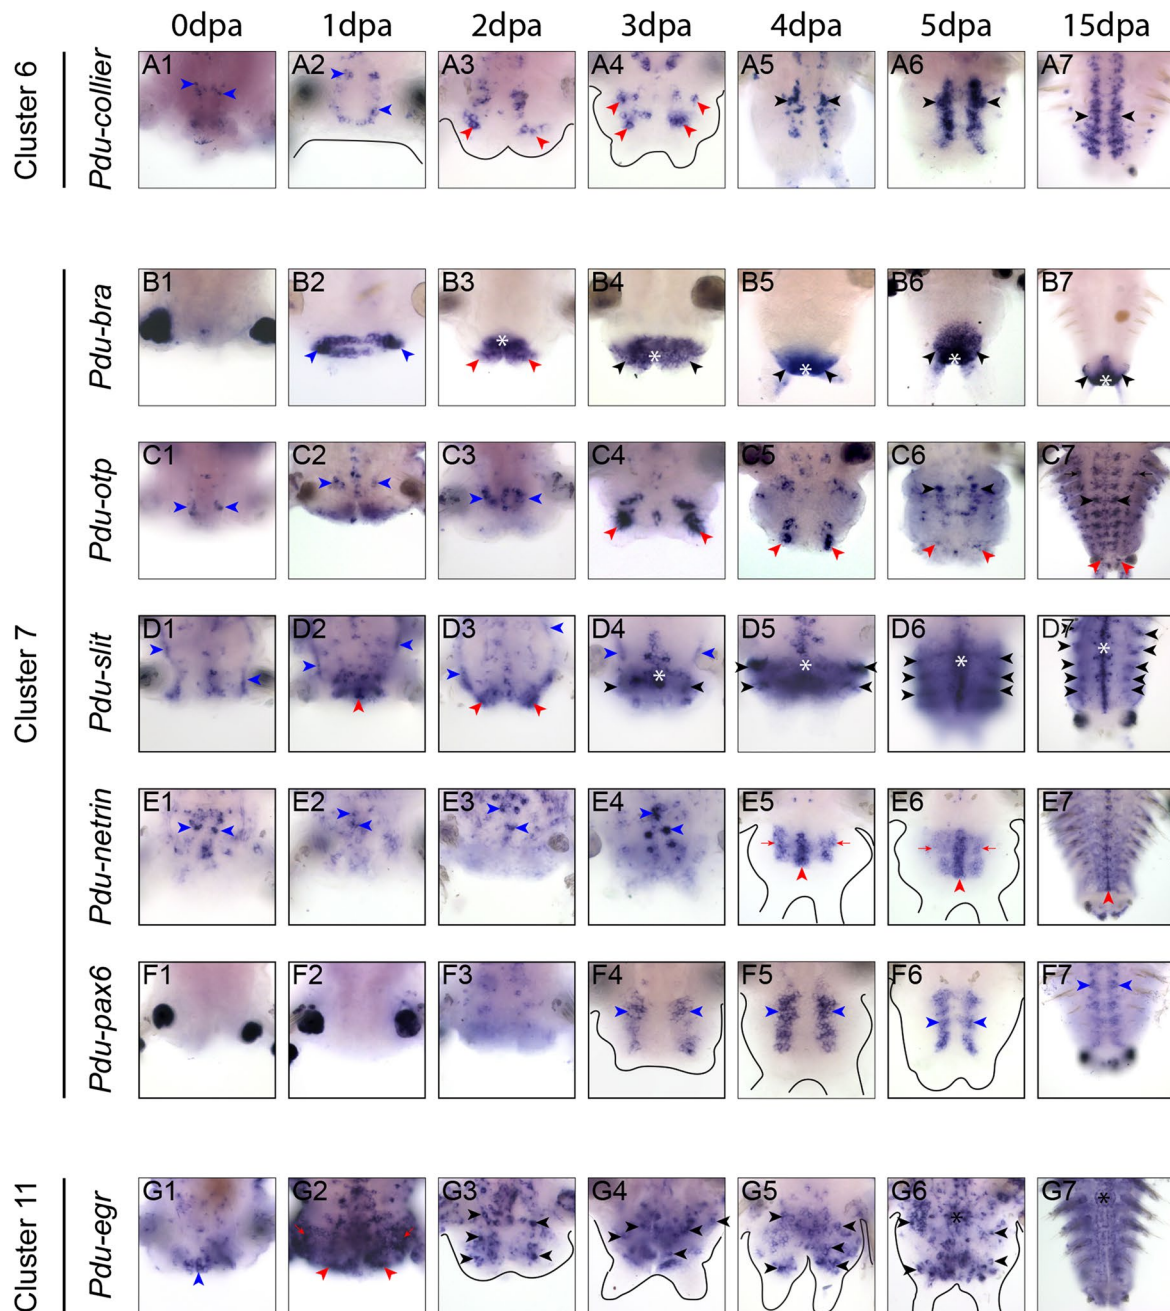 0dpa 1dpa 2dpa 3dpa 4dpa 5dpa 15dpa
Cluster 6
Pdu-collier
A1 A2 A3 A4 A5 A6 A7
Cluster 7
Pdu-bra
B1 B2 B3 B4 B5 B6 B7
Pdu-otp
C1 C2 C3 C4 C5 C6 C7
Pdu-slit
D1 D2 D3 D4 D5 D6 D7
Pdu-netrin
E1 E2 E3 E4 E5 E6 E7
Pdu-pax6
F1 F2 F3 F4 F5 F6 F7
Cluster 11
Pdu-egr
G1 G2 G3 G4 G5 G6 G7